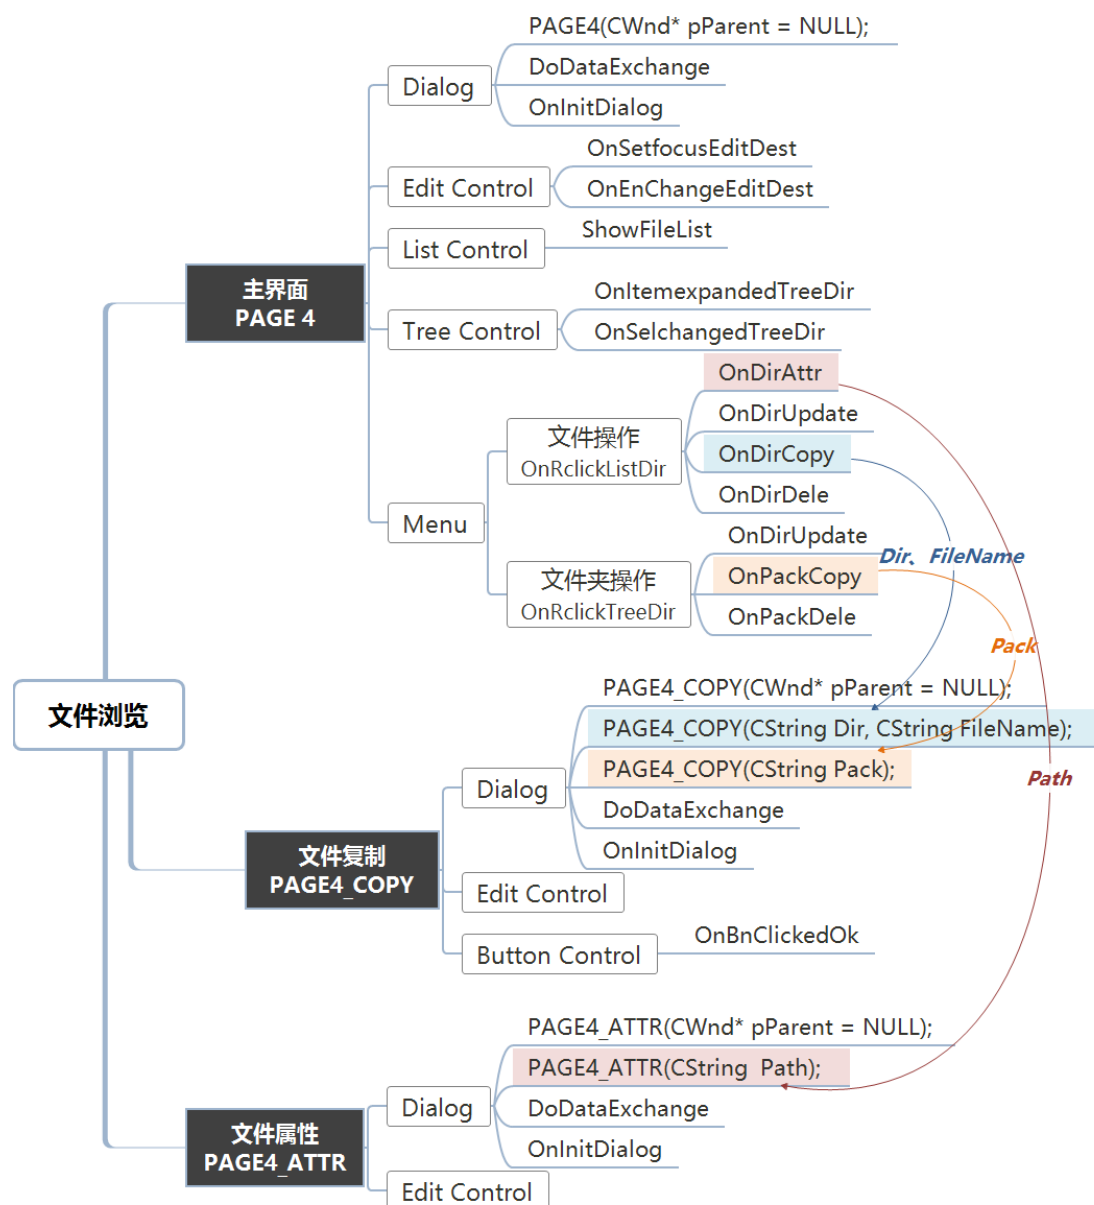 文件浏览
主界面
PAGE 4
Dialog
PAGE4(CWnd* pParent = NULL);
DoDataExchange
OnInitDialog
Edit Control
OnSetfocusEditDest
OnEnChangeEditDest
List Control
ShowFileList
Tree Control
OnItemexpandedTreeDir
OnSelchangedTreeDir
Menu
文件操作
OnRclickListDir
OnDirAttr
OnDirUpdate
OnDirCopy
OnDirDele
文件夹操作
OnRclickTreeDir
OnDirUpdate
OnPackCopy
OnPackDele
Dir、FileName
Pack
Path
文件复制
PAGE4_COPY
Dialog
PAGE4_COPY(CWnd* pParent = NULL);
PAGE4_COPY(CString Dir, CString FileName);
PAGE4_COPY(CString Pack);
DoDataExchange
OnInitDialog
Edit Control
Button Control
OnBnClickedOk
文件属性
PAGE4_ATTR
Dialog
PAGE4_ATTR(CWnd* pParent = NULL);
PAGE4_ATTR(CString  Path);
DoDataExchange
OnInitDialog
Edit Control